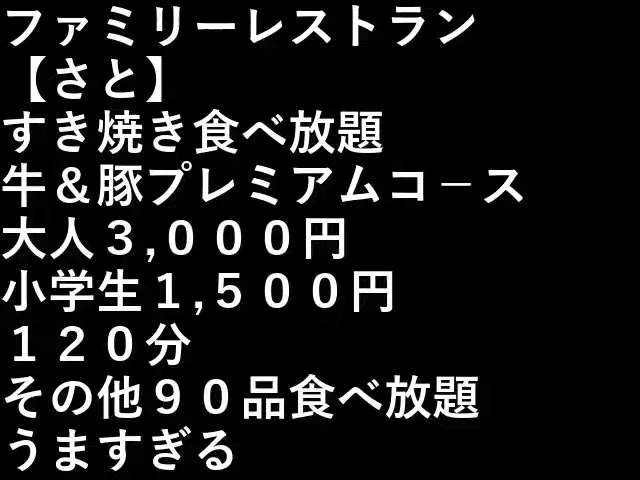 ファミリーレストラン
【さと】
すき焼き食べ放題
牛＆豚プレミアムコ－ス
大人３,０００円
小学生１,５００円
１２０分
その他９０品食べ放題
うますぎる